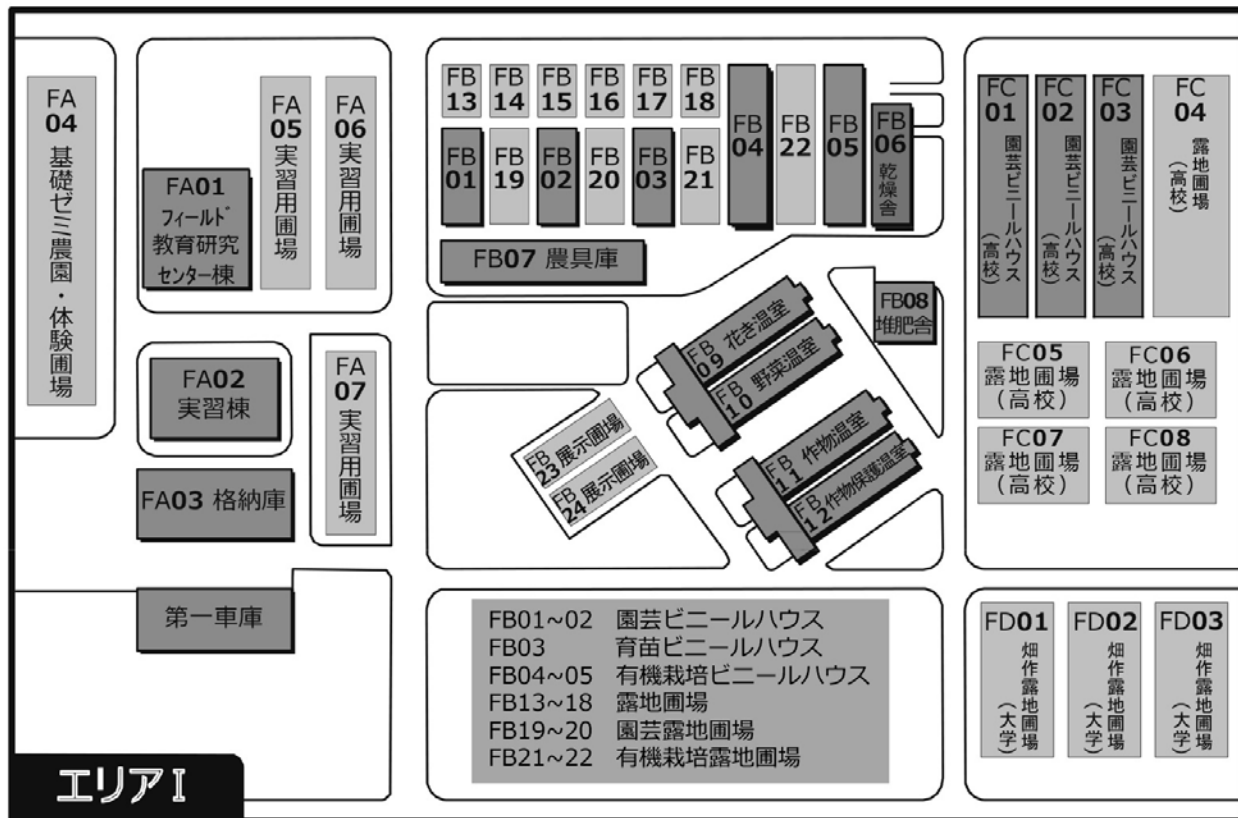 FA
04
基礎ゼミ農園・体験圃場
FA01
フィールド
教育研究
センター棟
FA
05
実習用圃場
FA
06
実習用圃場
FA02
実習棟
FA
07
実習用圃場
FA03 格納庫
第一車庫
FB
13
FB
14
FB
15
FB
16
FB
17
FB
18
FB
01
FB
19
FB
02
FB
20
FB
03
FB
21
FB
04
FB
22
FB
05
FB
06
乾燥舎
FB07 農具庫
FB08
堆肥舎
FB
09 花き温室
FB
10 野菜温室
FB
11 作物温室
FB
12作物保護温室
FB
23 展示圃場
FB
24 展示圃場
FC
01
園芸ビニールハウス
(高校)
FC
02
園芸ビニールハウス
(高校)
FC
03
園芸ビニールハウス
(高校)
FC
04
露地圃場
(高校)
FC05
露地圃場
(高校)
FC06
露地圃場
(高校)
FC07
露地圃場
(高校)
FC08
露地圃場
(高校)
FB01~02 園芸ビニールハウス
FB03 育苗ビニールハウス
FB04~05 有機栽培ビニールハウス
FB13~18 露地圃場
FB19~20 園芸露地圃場
FB21~22 有機栽培露地圃場
FD01
畑作露地圃場
(大学)
FD02
畑作露地圃場
(大学)
FD03
畑作露地圃場
(大学)
エリアⅠ